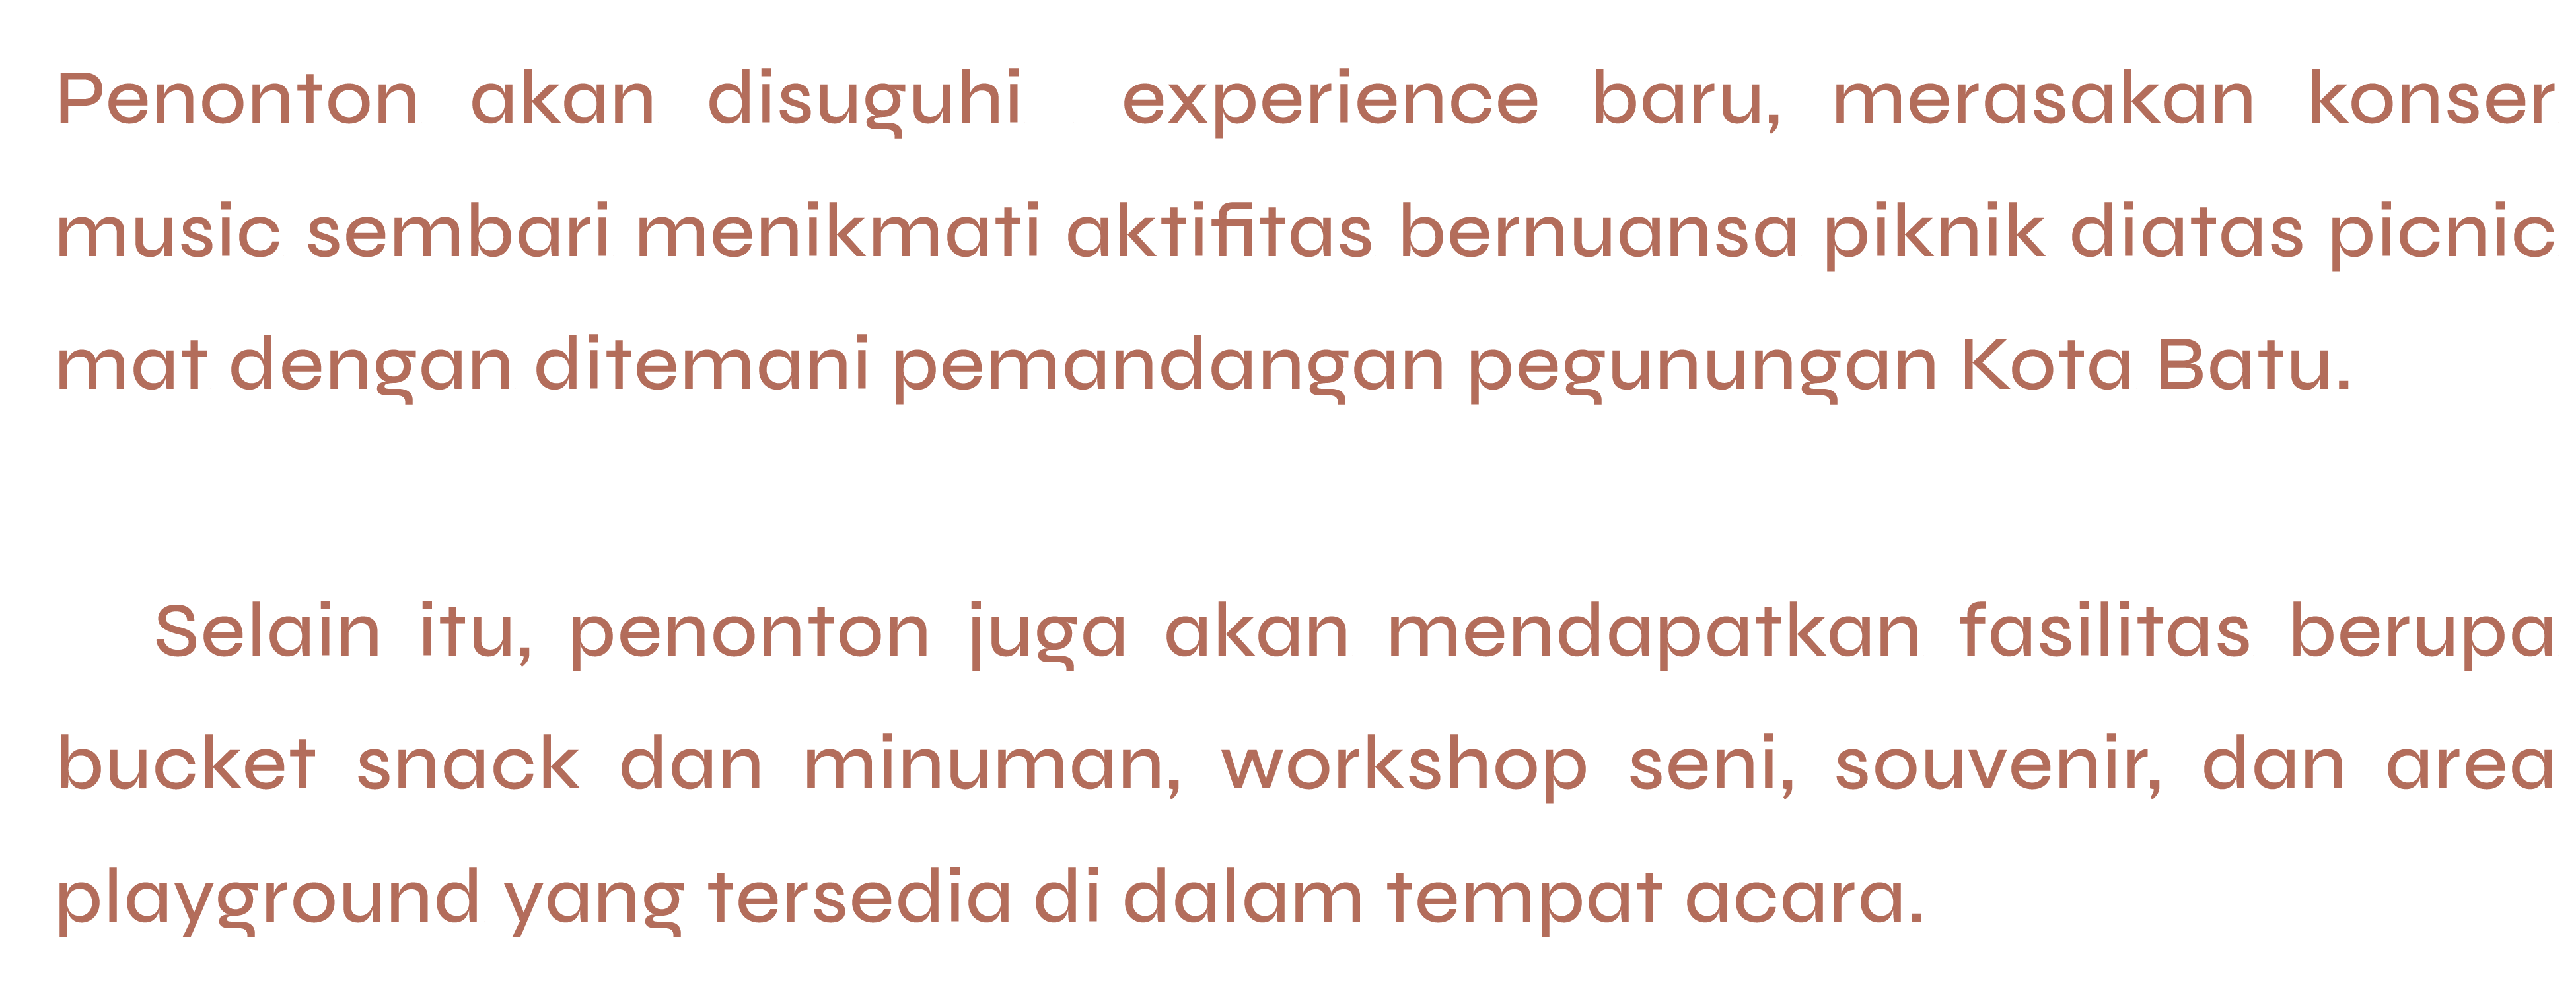 Penonton akan disuguhi experience baru, merasakan konser
music sembari menikmati aktifitas bernuansa piknik diatas picnic
mat dengan ditemani pemandangan pegunungan Kota Batu.
Selain itu, penonton juga akan mendapatkan fasilitas berupa
bucket snack dan minuman, workshop seni, souvenir, dan area
playground yang tersedia di dalam tempat acara.